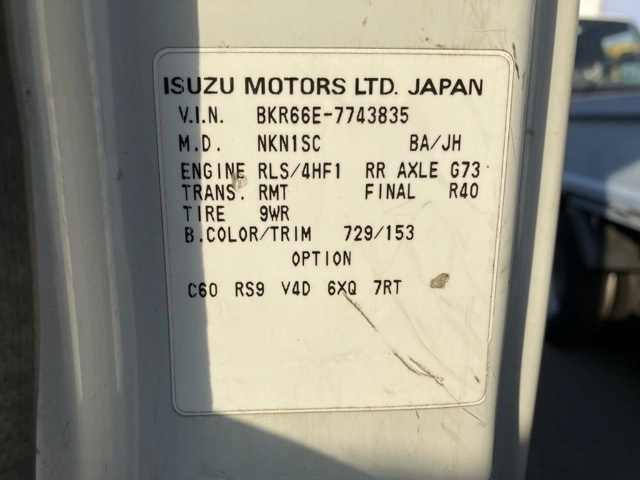 ISUZU MOTORS LTD. JAPAN
V.I.N. BKR66E-7743835
M.D. NKN1SC BA/JH
ENGINE RLS/4HF1 RR AXLE G73
TRANS. RMT FINAL R40
TIRE 9WR
B.COLOR/TRIM 729/153
OPTION
C60 RS9 V4D 6XQ 7RT